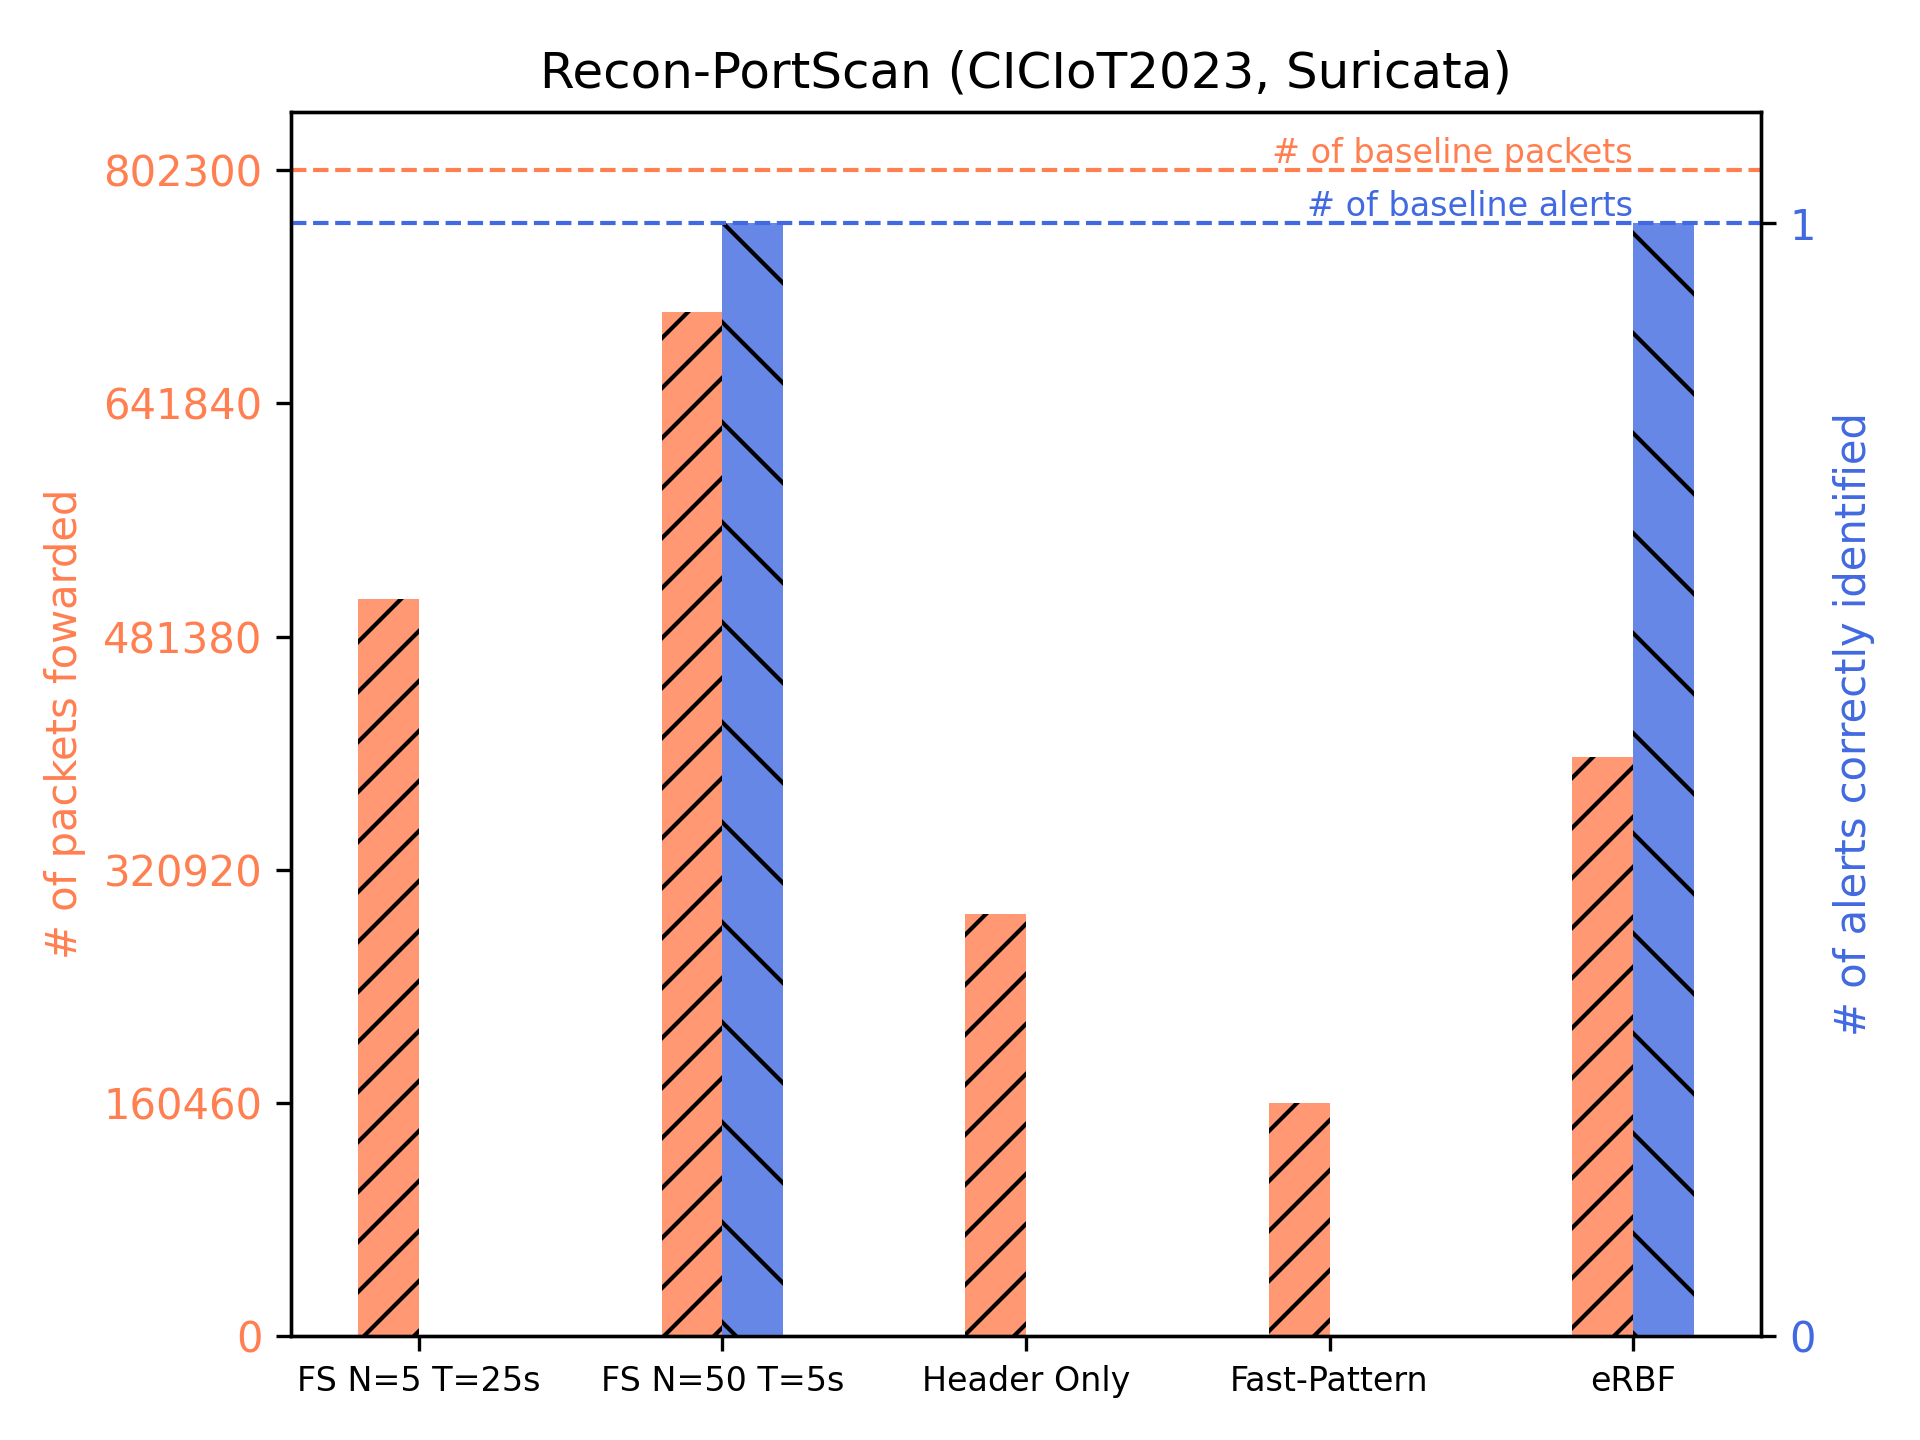 Recon-PortScan (CICIoT2023, Suricata)
# of baseline packets
# of baseline alerts
802300
641840
481380
320920
160460
0
# of packets fowarded
1
0
# of alerts correctly identified
FS N=5 T=25s
FS N=50 T=5s
Header Only
Fast-Pattern
eRBF